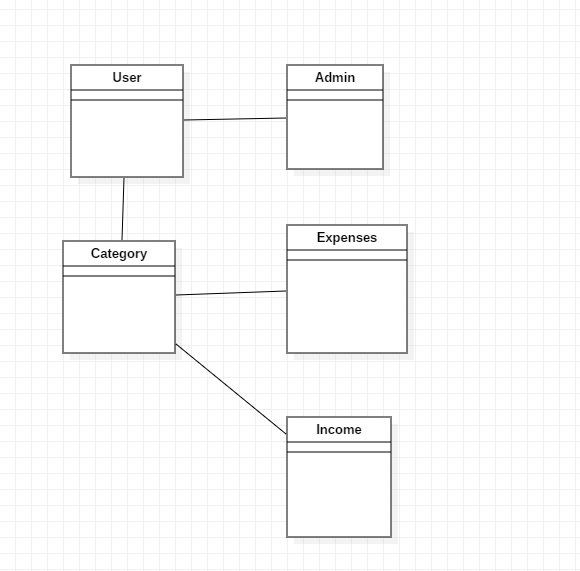 User
Admin
Category
Expenses
Income